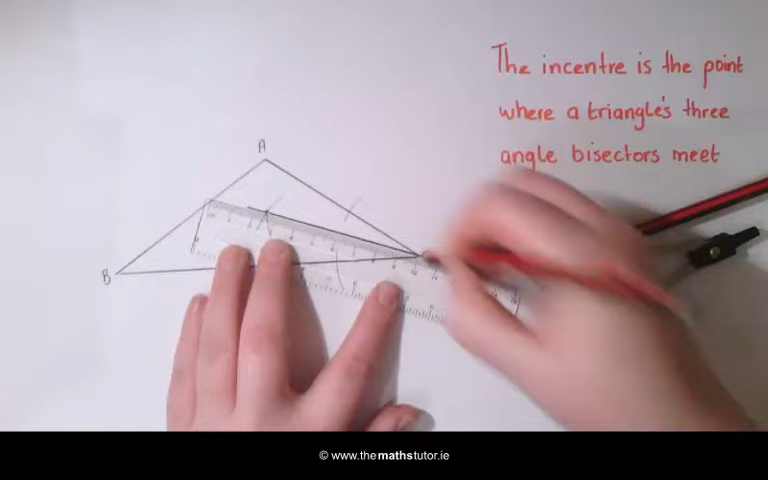 The incentre is the point
where a triangle's three
angle bisectors meet
A
B
© www.themathstutor.ie